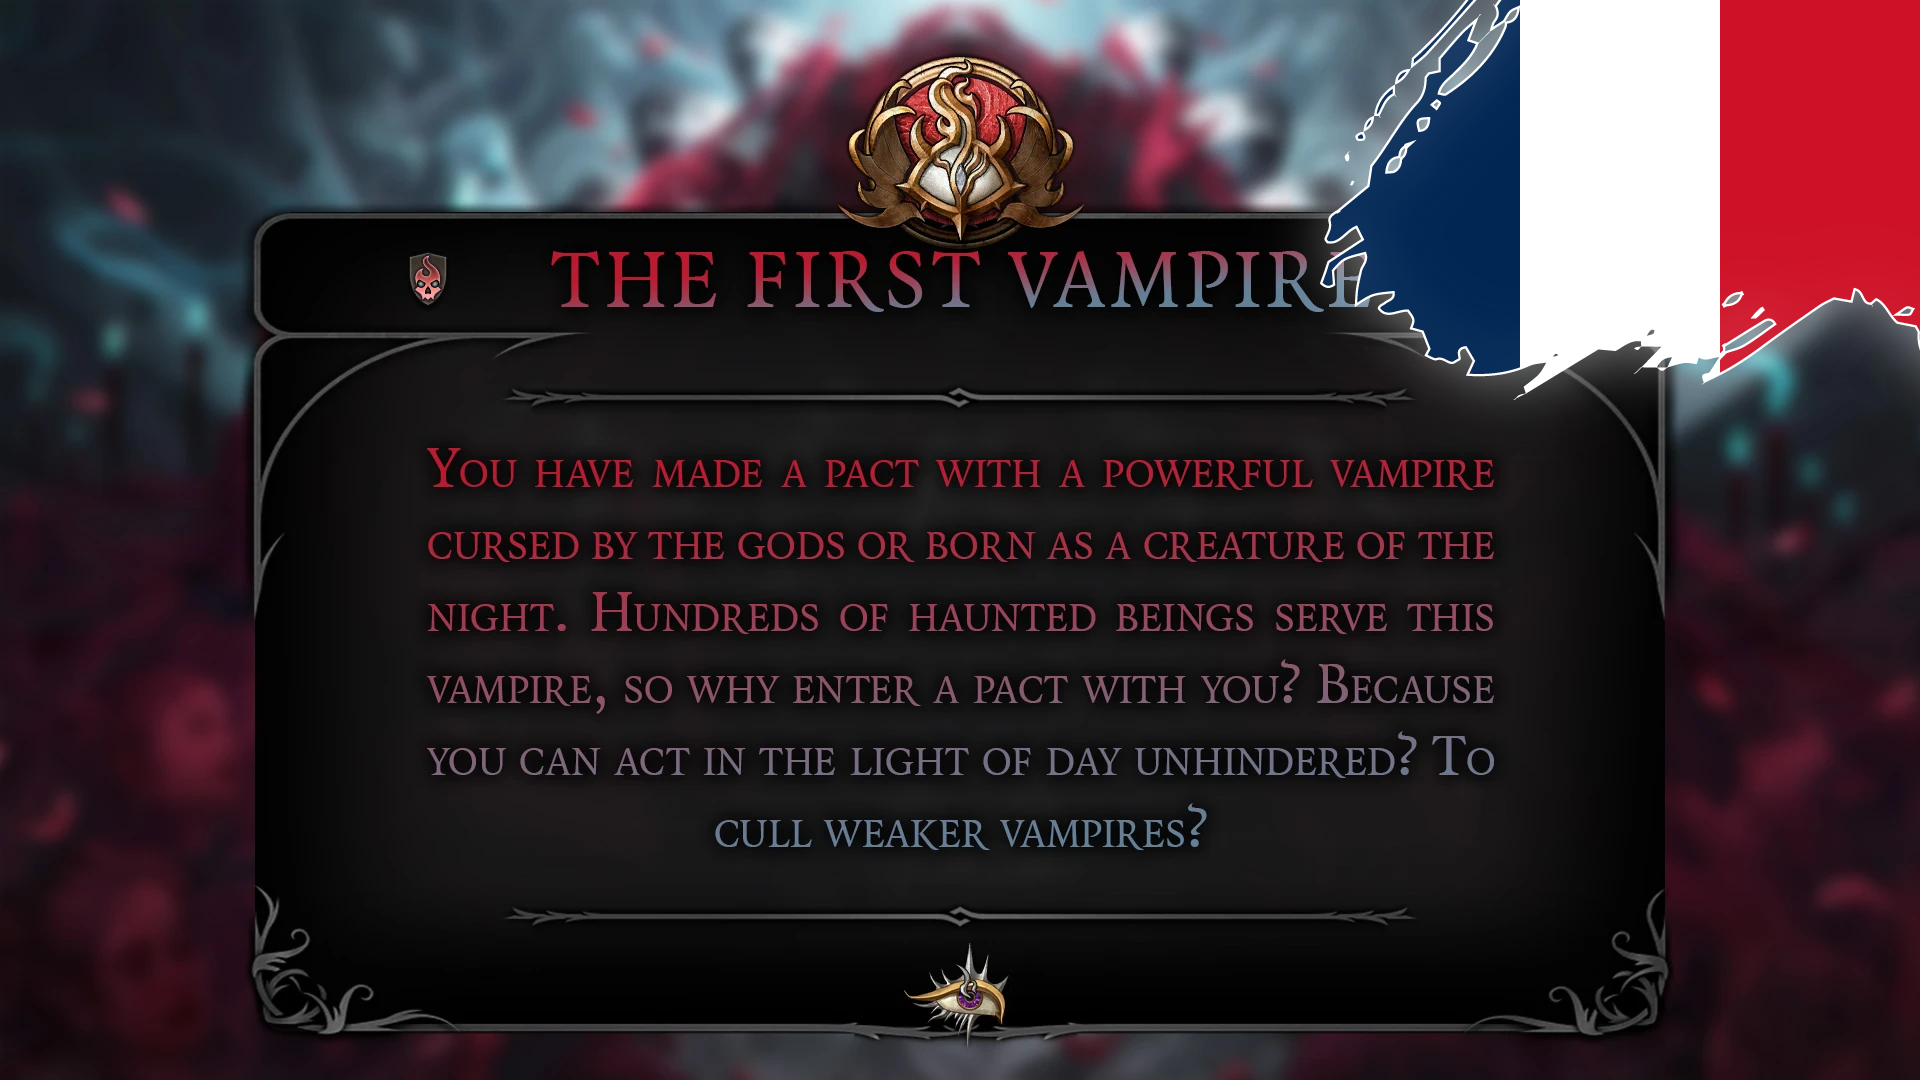 THE FIRST VAMPIRE
YOU HAVE MADE A PACT WITH A POWERFUL VAMPIRE
CURSED BY THE GODS OR BORN AS A CREATURE OF THE
NIGHT. HUNDREDS OF HAUNTED BEINGS SERVE THIS
VAMPIRE, SO WHY ENTER A PACT WITH YOU? BECAUSE
YOU CAN ACT IN THE LIGHT OF DAY UNHINDERED? TO
CULL WEAKER VAMPIRES?